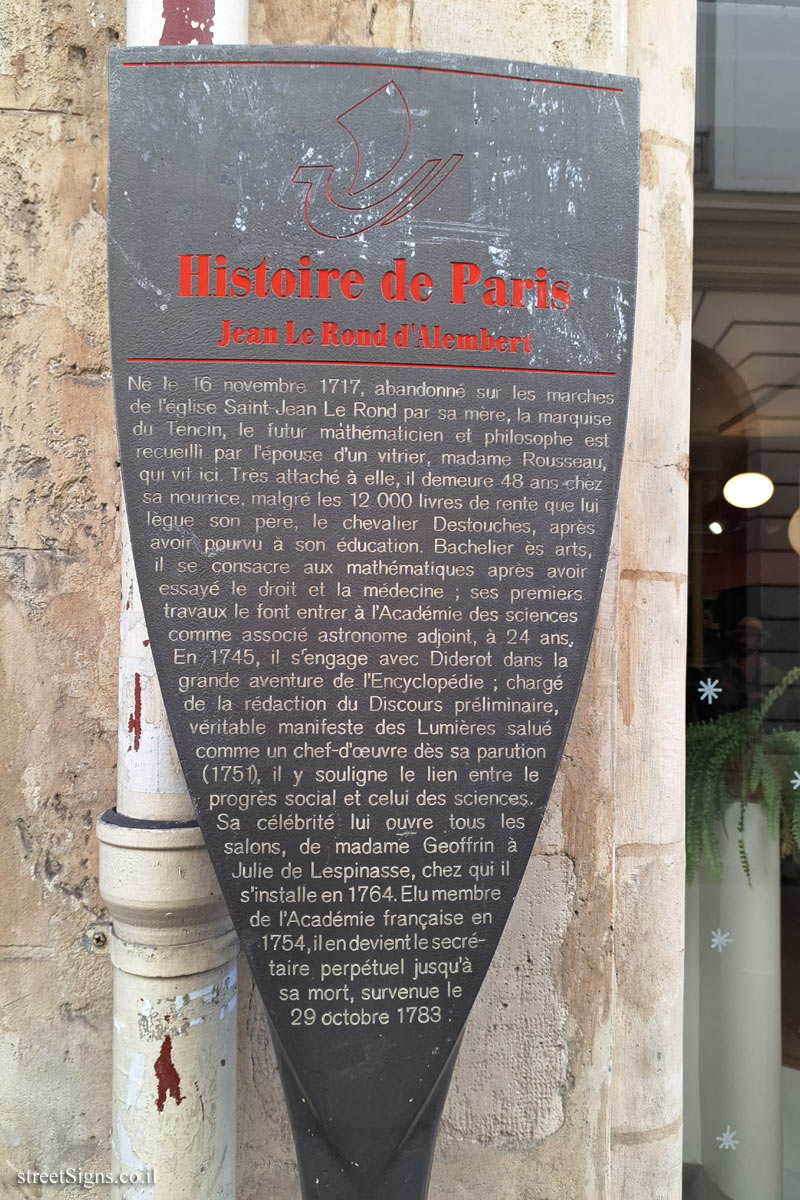 Histoire de Paris
Jean Le Rond d'Alembert
Né le 16 novembre 1717, abandonné sur les marches
de l'église Saint-Jean Le Rond par sa mère, la marquise
du Tencin, le futur mathématicien et philosophe est
recueilli par l'épouse d'un vitrier, madame Rousseau,
qui vit ici. Très attaché à elle, il demeure 48 ans chez
sa nourrice, malgré les 12 000 livres de rente que lui
lègue son père, le chevalier Destouches, après
avoir pourvu à son éducation. Bachelier ès arts,
il se consacre aux mathématiques après avoir
essayé le droit et la médecine ; ses premiers
travaux le font entrer à l'Académie des sciences
comme associé astronome adjoint, à 24 ans.
En 1745, il s'engage avec Diderot dans la
grande aventure de l'Encyclopédie ; chargé
de la rédaction du Discours préliminaire,
véritable manifeste des Lumières salué
comme un chef-d'œuvre dès sa parution
(1751), il y souligne le lien entre le
progrès social et celui des sciences.
Sa célébrité lui ouvre tous les
salons, de madame Geoffrin à
Julie de Lespinasse, chez qui il
s'installe en 1764. Elu membre
de l'Académie française en
1754, il en devient le secré-
taire perpétuel jusqu'à
sa mort, survenue le
29 octobre 1783.
streetSigns.co.il